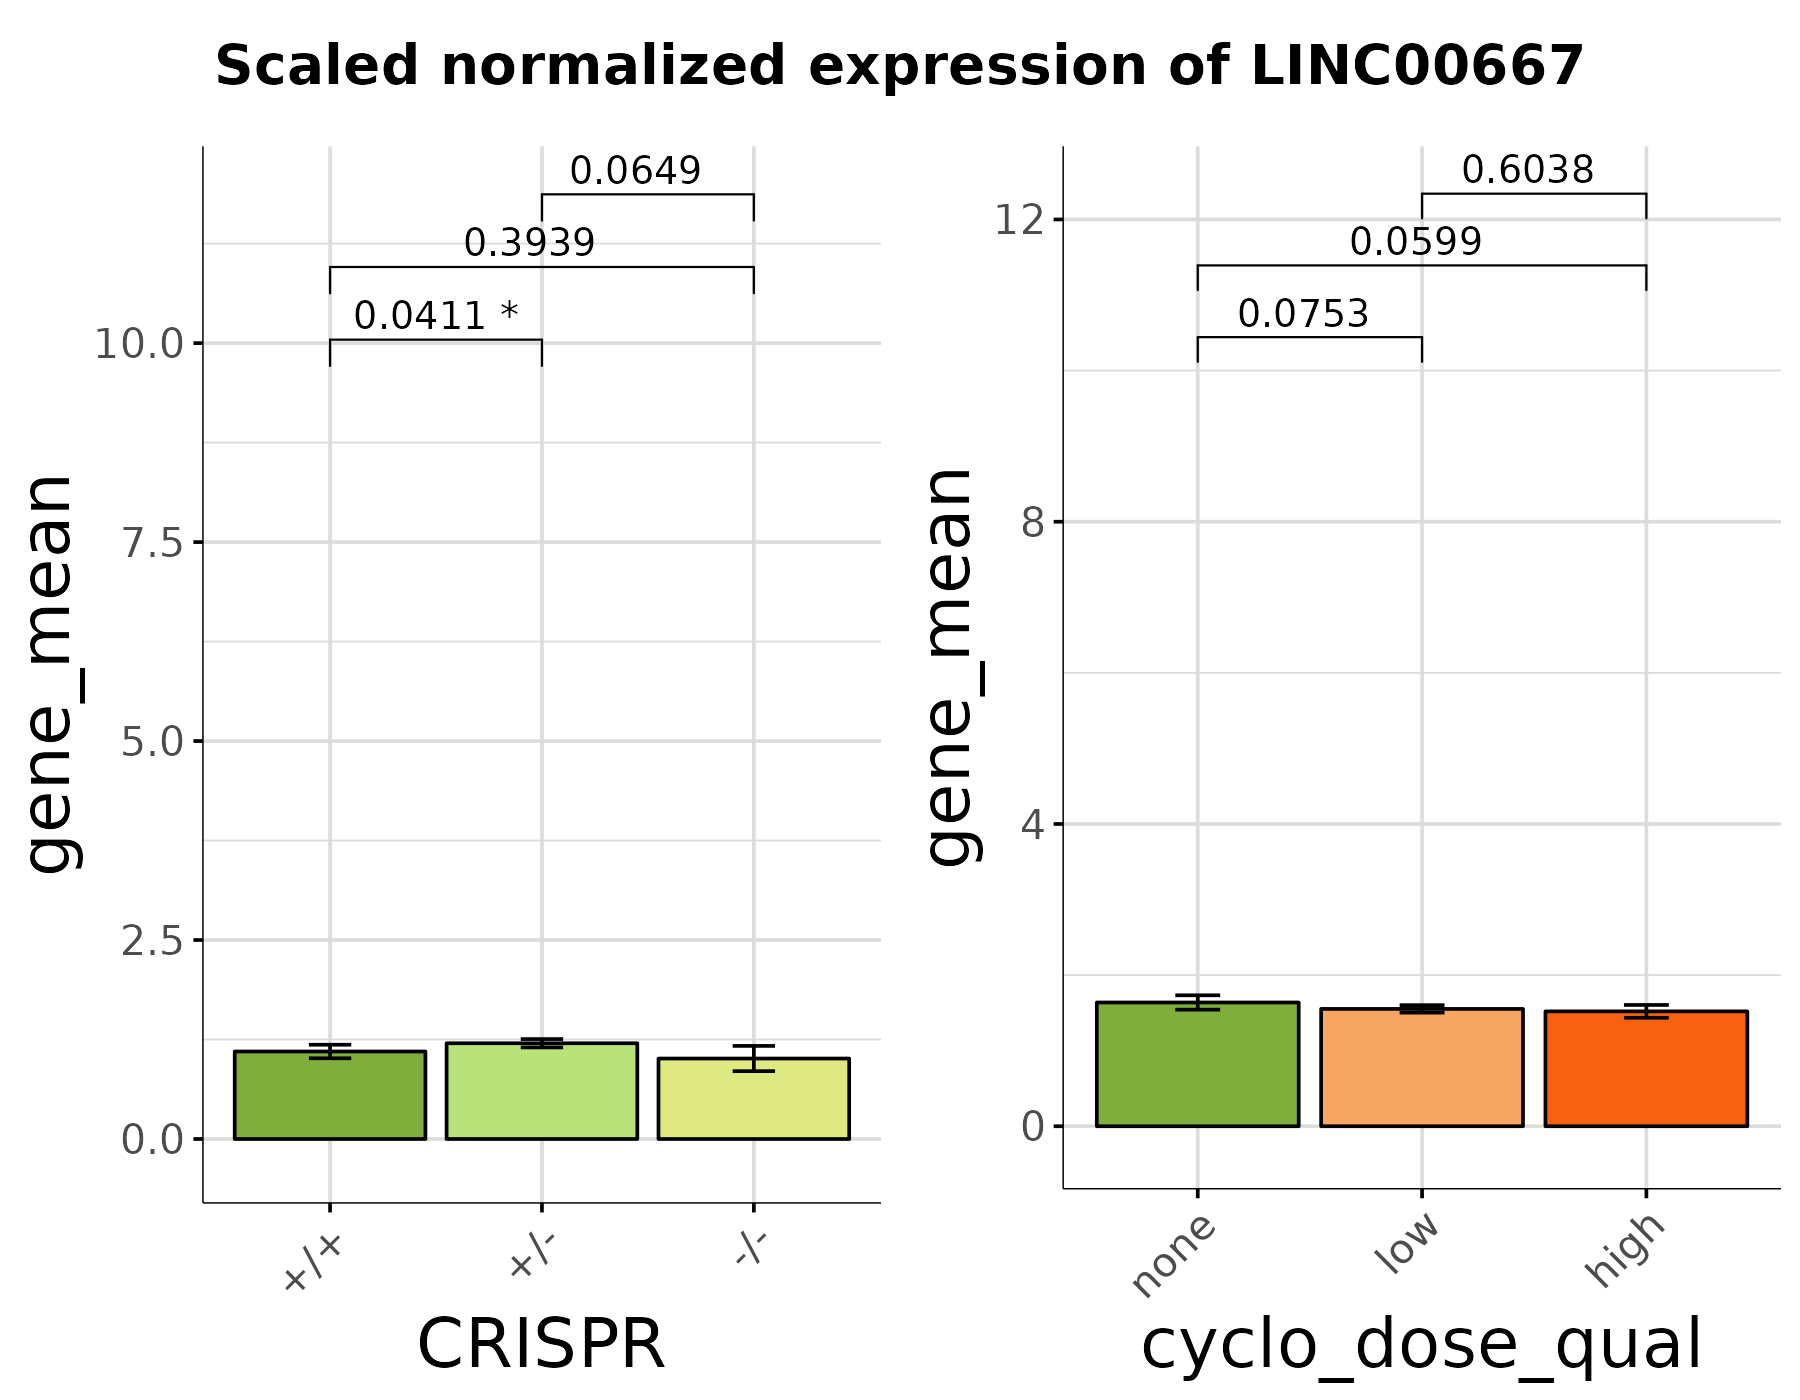 Scaled normalized expression of LINC00667
gene_mean
10.0
7.5
5.0
2.5
0.0
0.0649
0.3939
0.0411 *
+/+
+/-
-/-
CRISPR
gene_mean
12
8
4
0
0.6038
0.0599
0.0753
none
low
high
cyclo_dose_qual